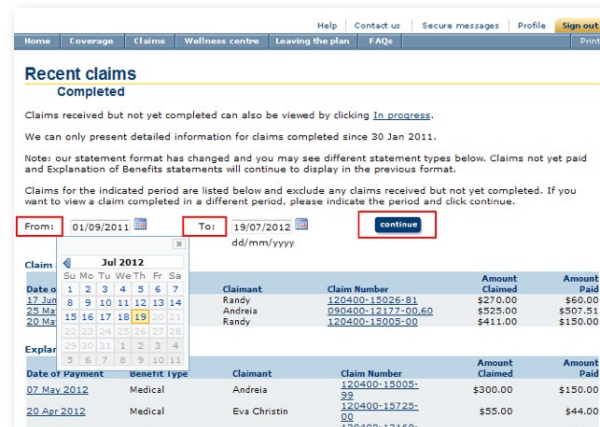 Help Contact us Secure messages Profile Sign out
Home Coverage Claims Wellness centre Leaving the plan FAQs Print
Recent claims
Completed
Claims received but not yet completed can also be viewed by clicking In progress.
We can only present detailed information for claims completed since 30 Jan 2011.
Note: our statement format has changed and you may see different statement types below. Claims not yet paid
and Explanation of Benefits statements will continue to display in the previous format.
Claims for the indicated period are listed below and exclude any claims received but not yet completed. If you
want to view a claim completed in a different period, please indicate the period and click continue.
From: 01/09/2011 To: 19/07/2012 continue
dd/mm/yyyy
x
Jul 2012
Su Mo Tu We Th Fr Sa
1 2 3 4 5 6 7
8 9 10 11 12 13 14
15 16 17 18 19 20 21
22 23 24 25 26 27 28
29 30 31 1 2 3 4
5 6 7 8 9 10 11
Claim
Date o Claimant Claim Number Amount Claimed Amount Paid
17 Jun Randy 120400-15026-81 $270.00 $60.00
25 Ma Andreia 090400-12177-00,60 $525.00 $507.51
20 Ma Randy 120400-15005-00 $411.00 $150.00
Explan
Date of Payment Benefit Type Claimant Claim Number Amount Claimed Amount Paid
07 May 2012 Medical Andreia 120400-15005-99 $300.00 $150.00
20 Apr 2012 Medical Eva Christin 120400-15725-00 $55.00 $44.00